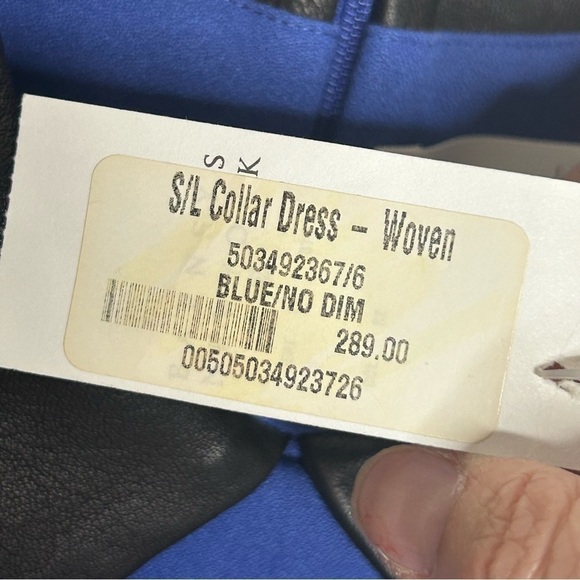 S/L Collar Dress - Woven
503492367/6
BLUE/NO DIM
289.00
00505034923726